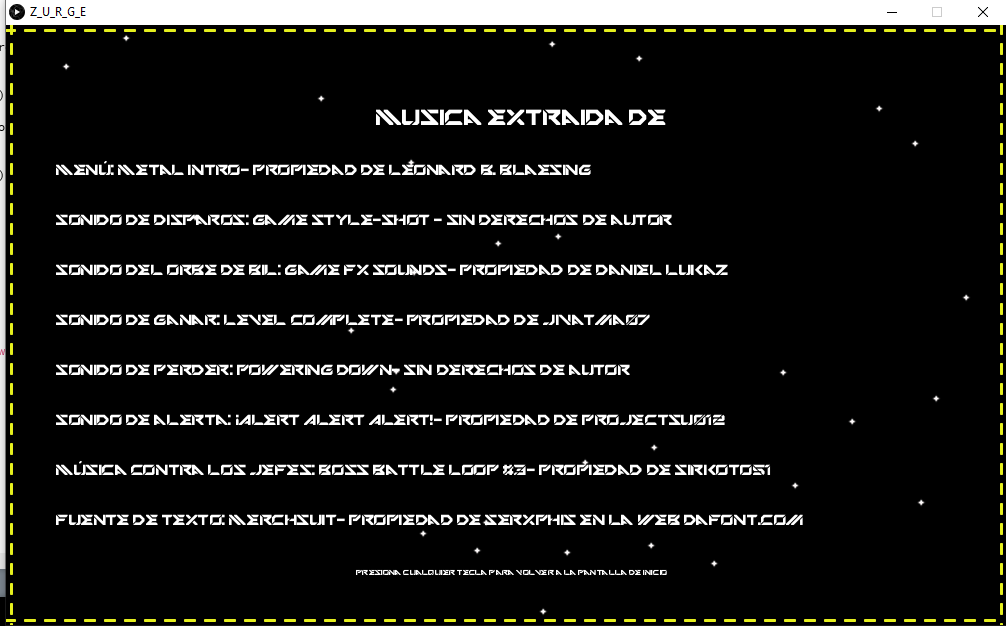 Z_U_R_G_E
MUSICA EXTRAIDA DE
MENÚ: METAL INTRO- PROPIEDAD DE LEONARD B. BLAESING
SONIDO DE DISPAROS: GAME STYLE-SHOT - SIN DERECHOS DE AUTOR
SONIDO DEL ORBE DE BIL: GAME FX SOUNDS- PROPIEDAD DE DANIEL LUKAZ
SONIDO DE GANAR: LEVEL COMPLETE- PROPIEDAD DE JIVATMA07
SONIDO DE PERDER: POWERING DOWN- SIN DERECHOS DE AUTOR
SONIDO DE ALERTA: ¡ALERT ALERT ALERT!- PROPIEDAD DE PROJECTSU012
MÚSICA CONTRA LOS JEFES: BOSS BATTLE LOOP #3- PROPIEDAD DE SIRKOTO51
FUENTE DE TEXTO: MERCHSUIT- PROPIEDAD DE SERXPHIS EN LA WEB DAFONT.COM
PRESIONA CUALQUIER TECLA PARA VOLVER A LA PANTALLA DE INICIO